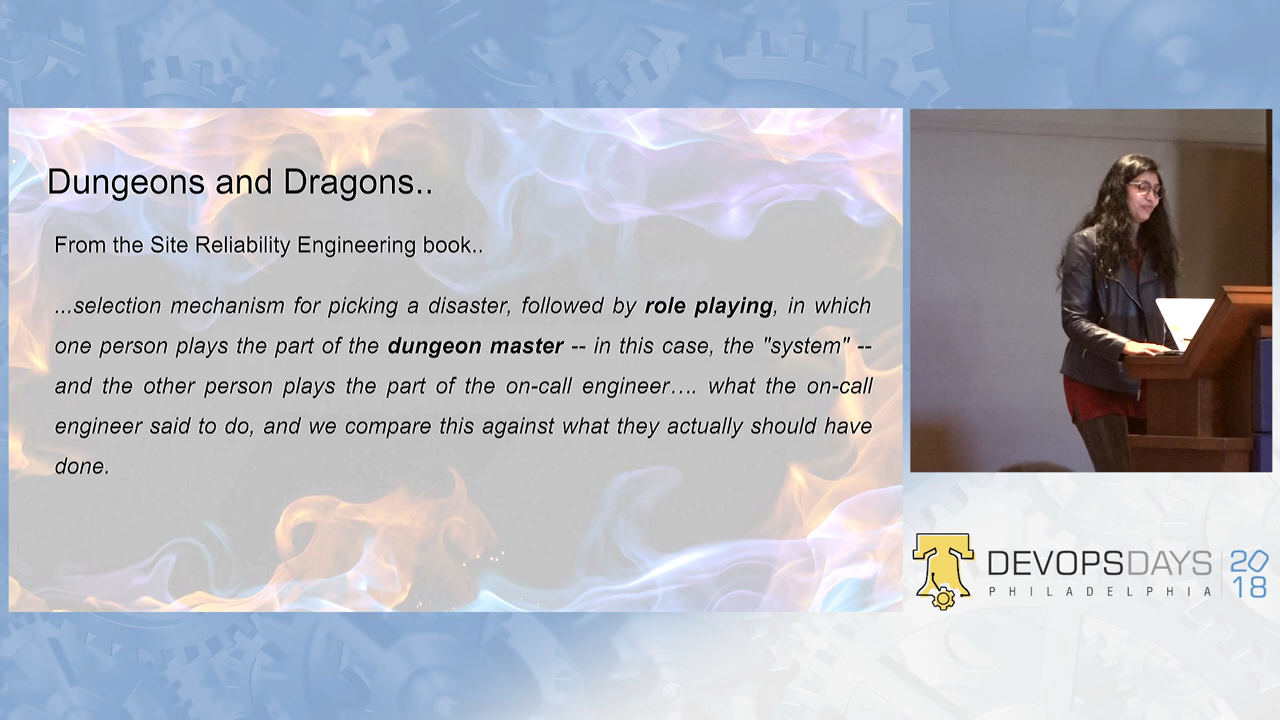 Dungeons and Dragons..
From the Site Reliability Engineering book..
...selection mechanism for picking a disaster, followed by role playing, in which
one person plays the part of the dungeon master -- in this case, the "system" --
and the other person plays the part of the on-call engineer…. what the on-call
engineer said to do, and we compare this against what they actually should have
done.
DEVOPSDAYS
PHILADELPHIA
20
18